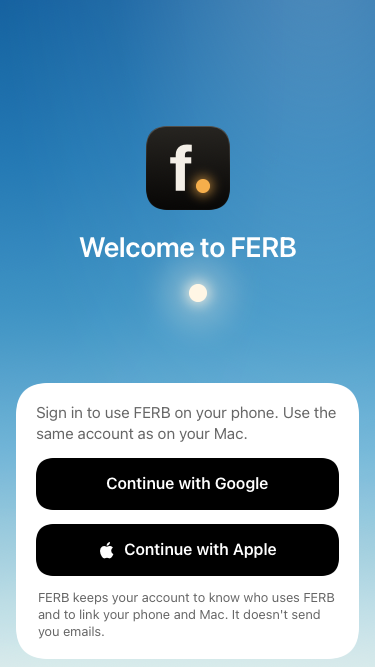 f.
Welcome to FERB
Sign in to use FERB on your phone. Use the
same account as on your Mac.
Continue with Google
Continue with Apple
FERB keeps your account to know who uses FERB
and to link your phone and Mac. It doesn't send
you emails.